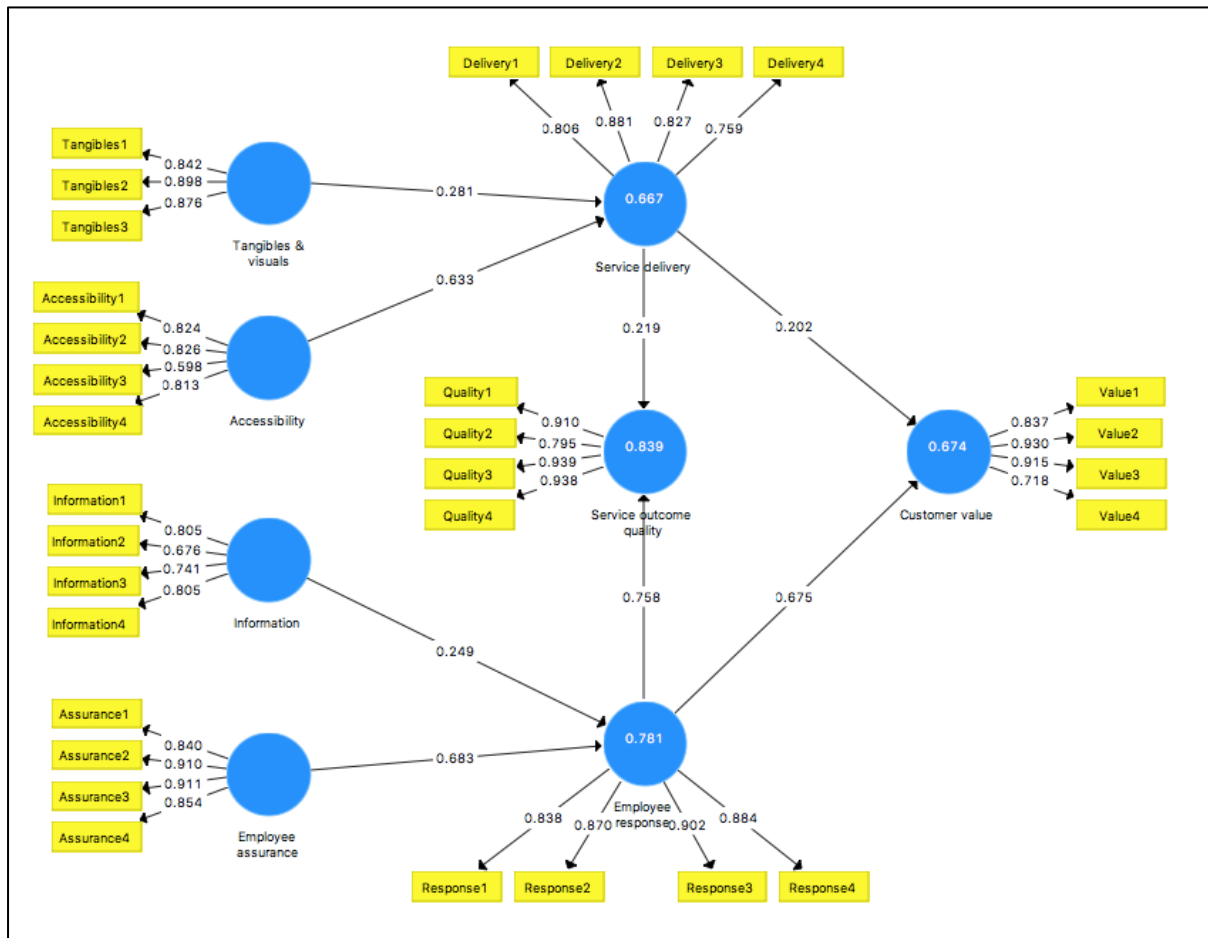 Delivery1
Delivery2
Delivery3
Delivery4
0.806
0.881
0.827
0.759
Tangibles1
Tangibles2
Tangibles3
0.842
0.898
0.876
Tangibles &
visuals
0.281
0.667
Service delivery
Accessibility1
Accessibility2
Accessibility3
Accessibility4
0.824
0.826
0.598
0.813
Accessibility
0.633
0.219
0.202
Quality1
Quality2
Quality3
Quality4
0.910
0.795
0.939
0.938
0.839
Service outcome
quality
0.674
Customer value
0.837
0.930
0.915
0.718
Value1
Value2
Value3
Value4
Information1
Information2
Information3
Information4
0.805
0.676
0.741
0.805
Information
0.249
0.758
0.675
Assurance1
Assurance2
Assurance3
Assurance4
0.840
0.910
0.911
0.854
Employee
assurance
0.683
0.781
Employee
response
0.838
0.870
0.902
0.884
Response1
Response2
Response3
Response4